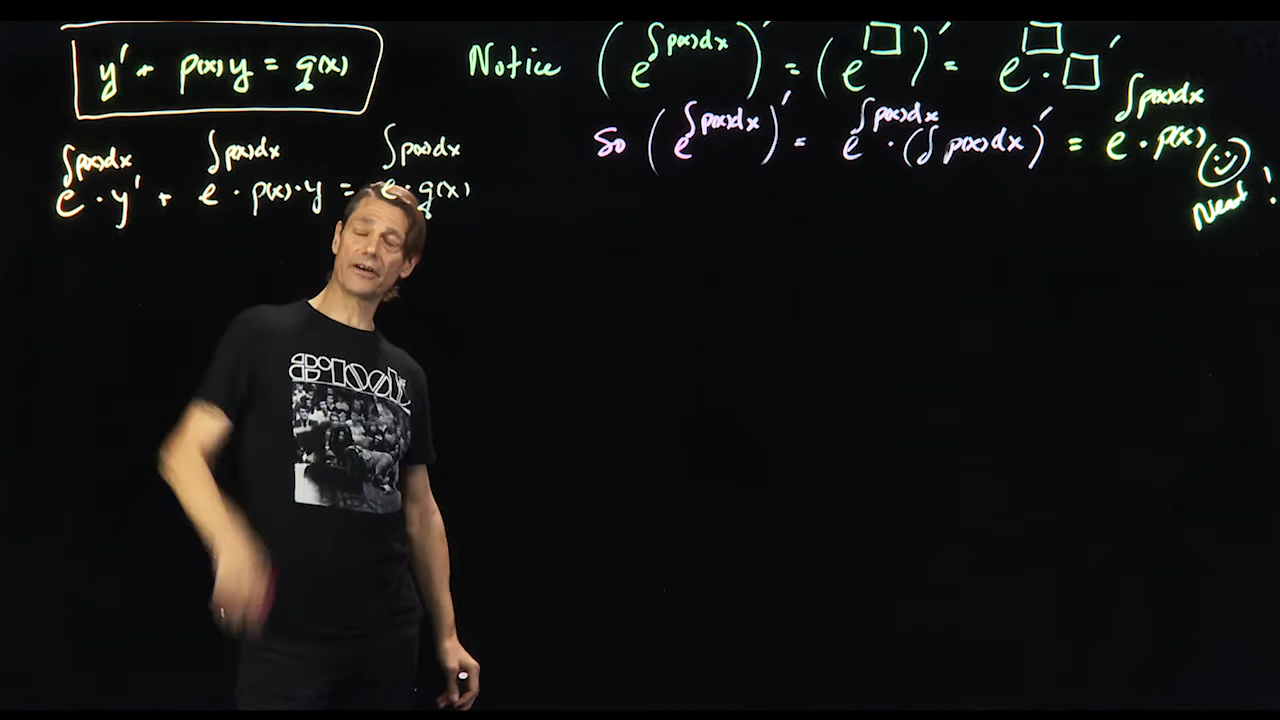 y' + p(x) y = q(x)
e^{∫p(x)dx} · y' + e^{∫p(x)dx} · p(x) · y = e^{∫p(x)dx} · q(x)
Notice (e^{∫p(x)dx})' = (e^□)' = e^□ · □'
So (e^{∫p(x)dx})' = e^{∫p(x)dx} · (∫p(x)dx)' = e^{∫p(x)dx} · p(x)
Neat!